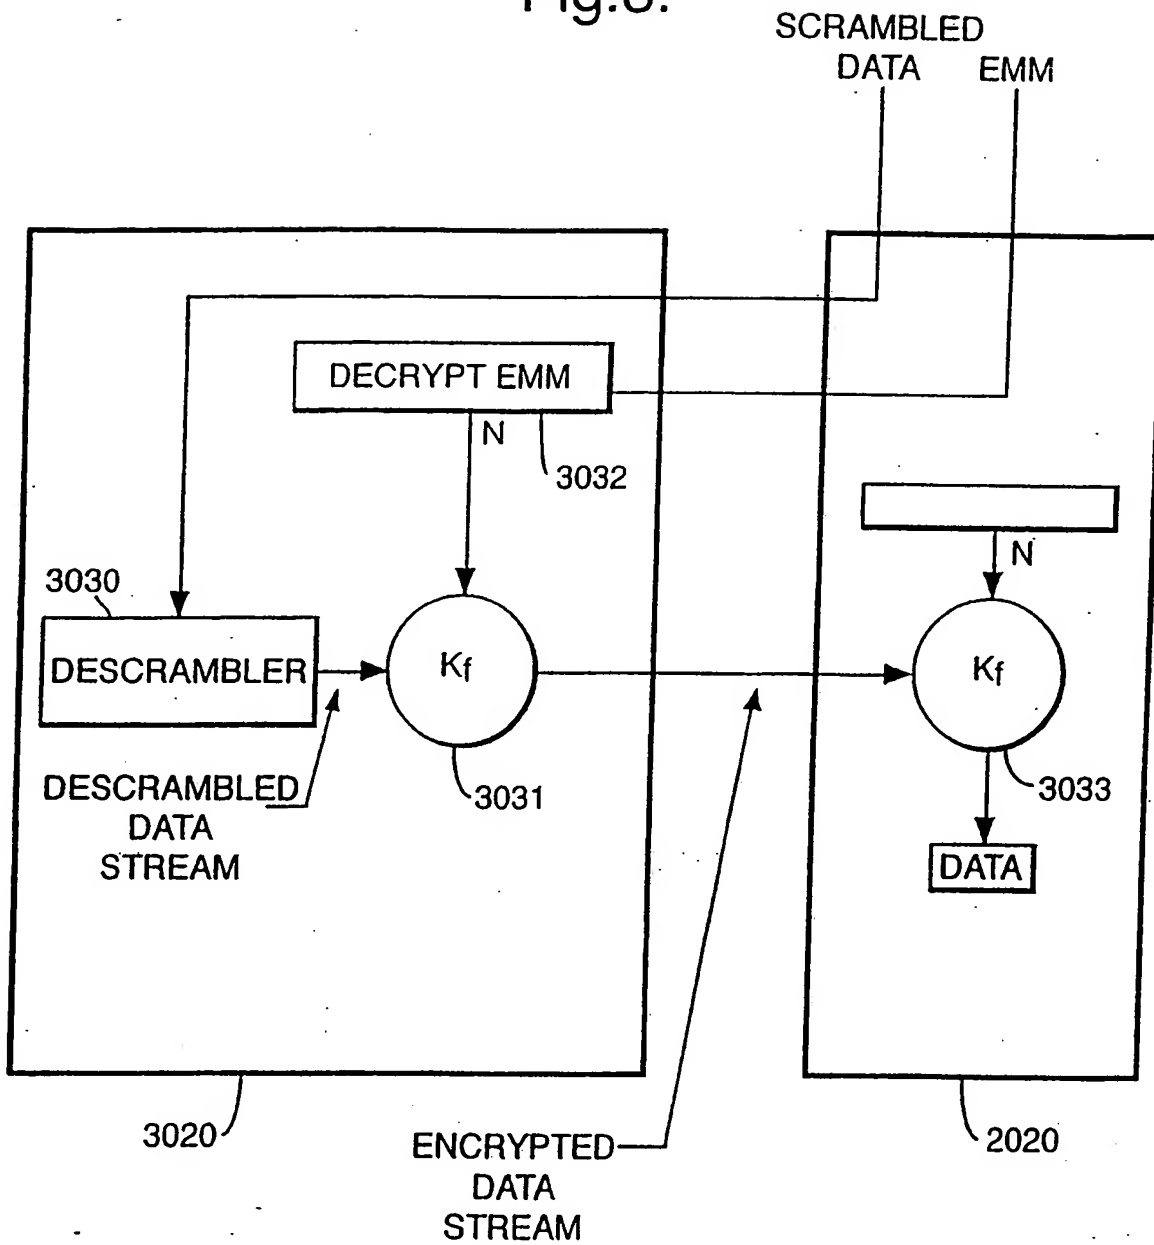 SCRAMBLED
DATA
EMM
DECRYPT EMM
N
3032
N
3030
DESCRAMBLER
Kf
Kf
3031
3033
DESCRAMBLED
DATA
STREAM
DATA
3020
2020
ENCRYPTED
DATA
STREAM